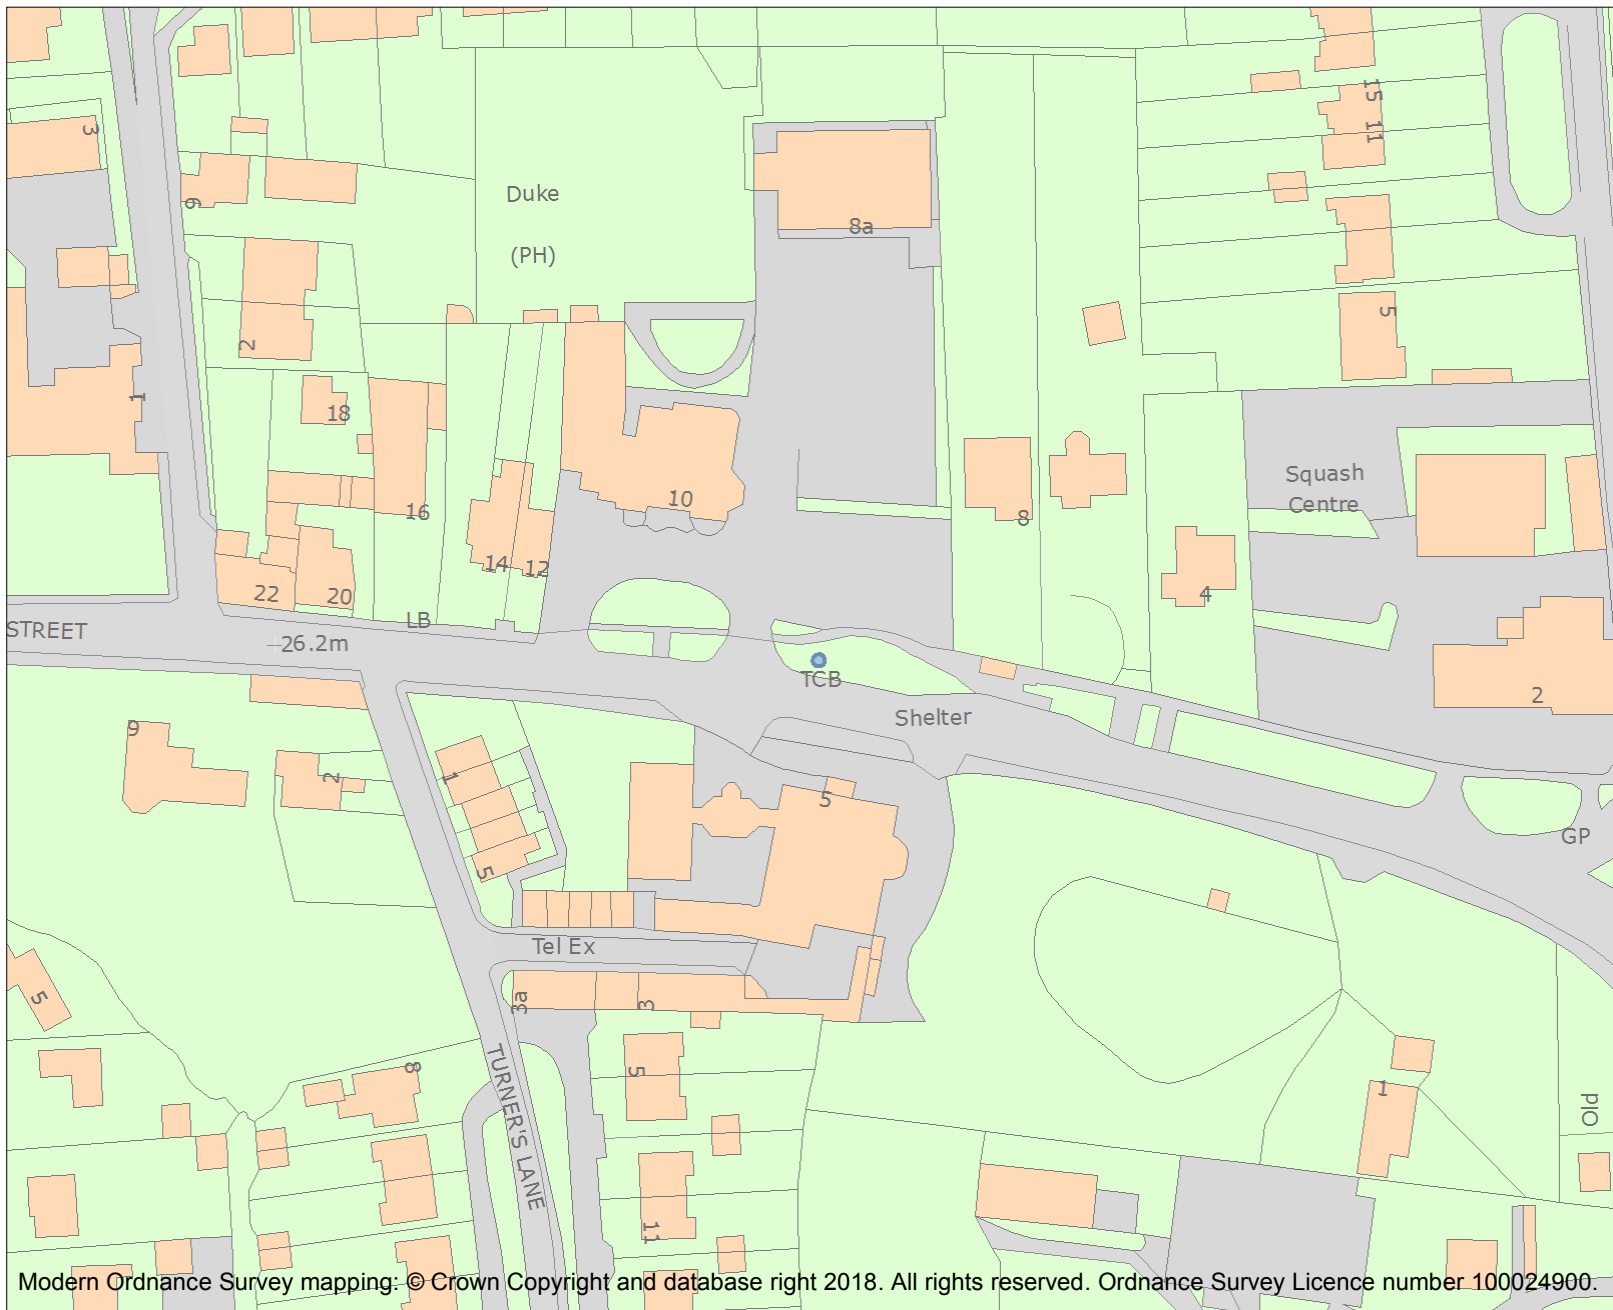 15
3
11
Duke
6
8a
(PH)
5
2
1
18
Squash
Centre
10
16
8
14
12
22
20
4
LB
STREET
26.2m
TCB
2
Shelter
9
2
1
5
GP
5
Tel Ex
5
3a
3
TURNER'S LANE
8
5
1
Old
11
Modern Ordnance Survey mapping: © Crown Copyright and database right 2018. All rights reserved. Ordnance Survey Licence number 100024900.